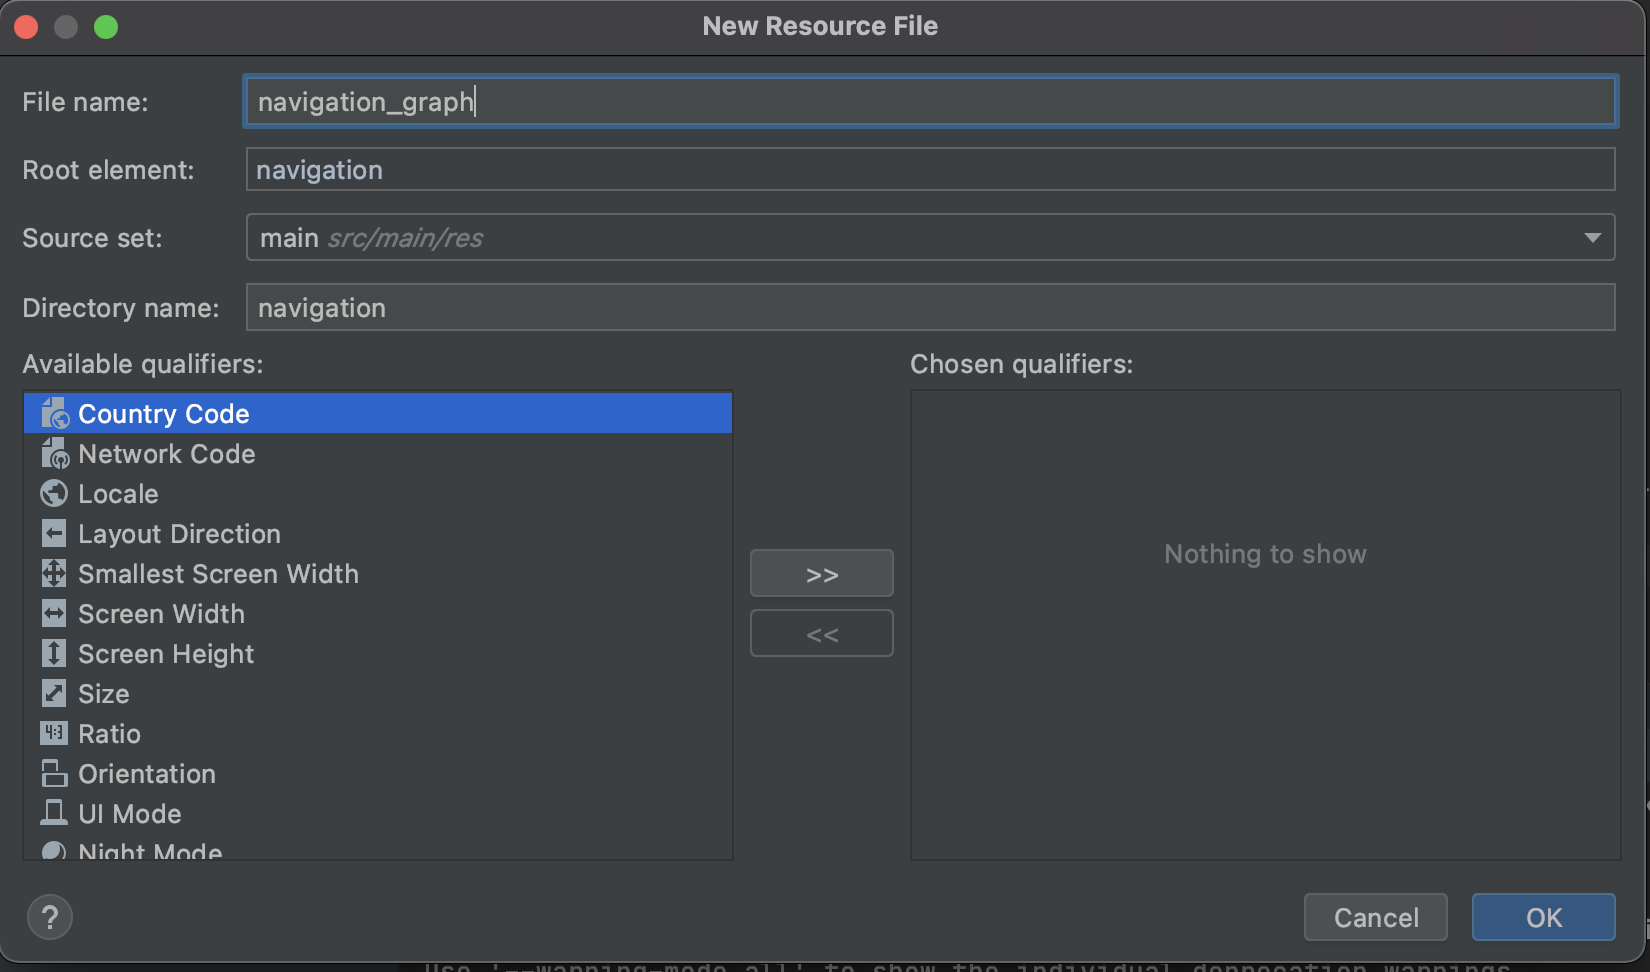 New Resource File
File name: navigation_graph
Root element: navigation
Source set: main src/main/res
Directory name: navigation
Available qualifiers:
Chosen qualifiers:
Country Code
Network Code
Locale
Layout Direction
Smallest Screen Width
Screen Width
Screen Height
Size
4:3 Ratio
Orientation
UI Mode
Night Mode
>>
<<
Nothing to show
?
Cancel
OK
Use '--warning-mode all' to show the individual deprecation warnings